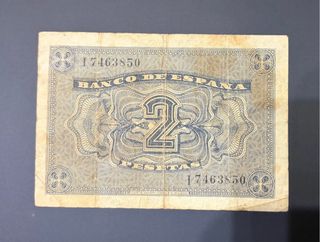 I 7463850
BANCO DE ESPAÑA
2
PESETAS
I 7463850